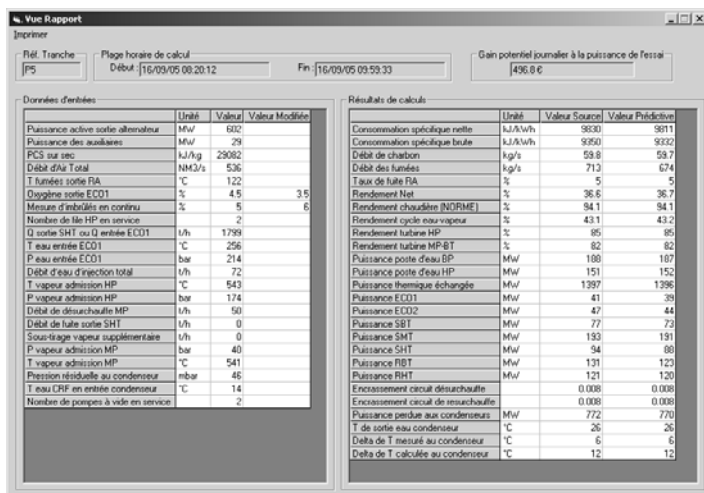 Vue Rapport
Imprimer
Réf. Tranche
P5
Plage horaire de calcul
Début : 16/09/05 08:20:12
Fin : 16/09/05 09:59:33
Gain potentiel journalier à la puissance de l'essai
496.8 €
Données d'entrées
Unité Valeur Valeur Modifiée
Puissance active sortie alternateur MW 602
Puissance des auxiliaires MW 29
PCS sur sec kJ/kg 29082
Débit d'Air Total NM3/s 536
T fumées sortie RA °C 122
Oxygène sortie ECO1 % 4.5 3.5
Mesure d'imbrûlés en continu % 5 6
Nombre de file HP en service 2
Q sortie SHT ou Q entrée ECO1 t/h 1799
T eau entrée ECO1 °C 256
P eau entrée ECO1 bar 214
Débit d'eau d'injection total t/h 72
T vapeur admission HP °C 543
P vapeur admission HP bar 174
Débit de désurchauffe MP t/h 50
Débit de fuite sortie SHT t/h 0
Sous-tirage vapeur supplémentaire t/h 0
P vapeur admission MP bar 40
T vapeur admission MP °C 541
Pression résiduelle au condenseur mbar 46
T eau CRF en entrée condenseur °C 14
Nombre de pompes à vide en service 2
Résultats de calculs
Unité Valeur Source Valeur Prédictive
Consommation spécifique nette kJ/kWh 9830 9811
Consommation spécifique brute kJ/kWh 9350 9332
Débit de charbon kg/s 59.8 59.7
Débit des fumées kg/s 713 674
Taux de fuite RA % 5 5
Rendement Net % 36.6 36.7
Rendement chaudière (NORME) % 94.1 94.1
Rendement cycle eau-vapeur % 43.1 43.2
Rendement turbine HP % 85 85
Rendement turbine MP-BT % 82 82
Puissance poste d'eau BP MW 188 187
Puissance poste d'eau HP MW 151 152
Puissance thermique échangée MW 1397 1396
Puissance ECO1 MW 41 39
Puissance ECO2 MW 47 44
Puissance SBT MW 77 73
Puissance SMT MW 193 191
Puissance SHT MW 94 88
Puissance RBT MW 131 123
Puissance RHT MW 121 120
Encrassement circuit désurchauffe 0.008 0.008
Encrassement circuit de resurchauffe 0.008 0.008
Puissance perdue aux condenseurs MW 772 770
T de sortie eau condenseur °C 26 26
Delta de T mesuré au condenseur °C 6 6
Delta de T calculée au condenseur °C 12 12